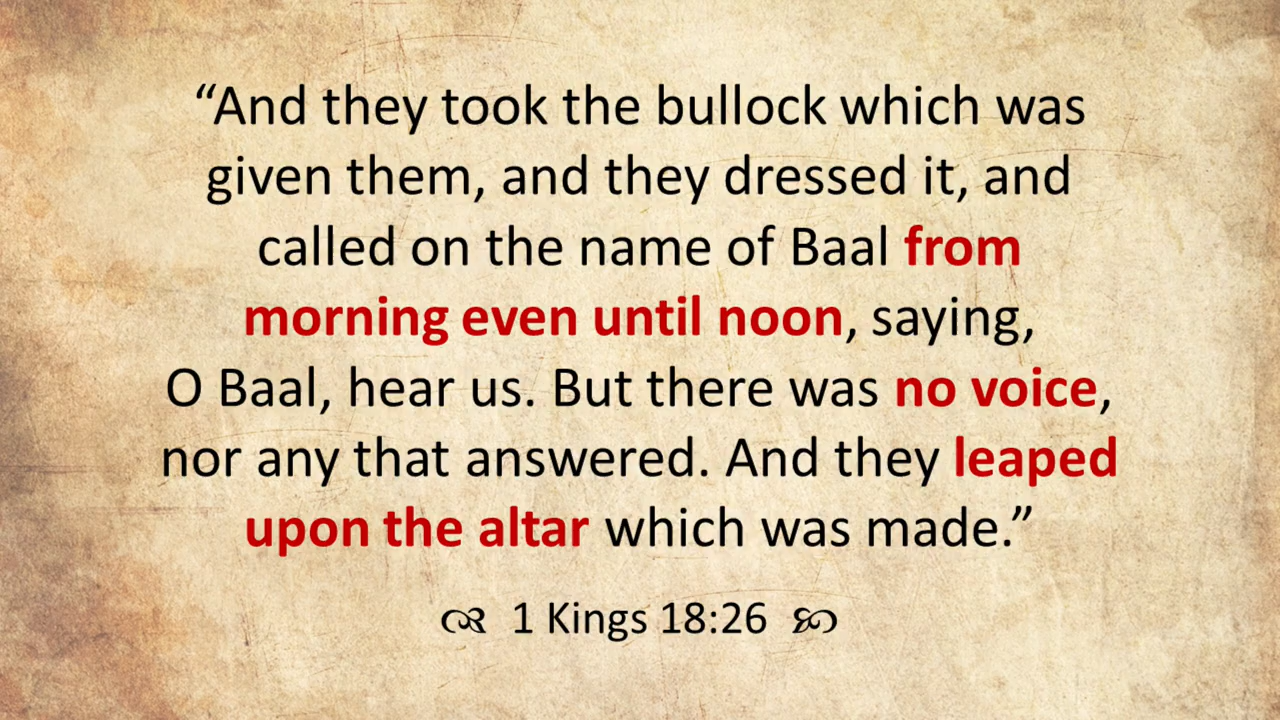 “And they took the bullock which was
given them, and they dressed it, and
called on the name of Baal from
morning even until noon, saying,
O Baal, hear us. But there was no voice,
nor any that answered. And they leaped
upon the altar which was made.”
1 Kings 18:26